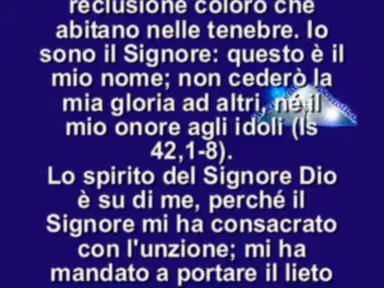 reclusione coloro che
abitano nelle tenebre. Io
sono il Signore: questo è il
mio nome; non cederò la
mia gloria ad altri, né il
mio onore agli idoli (Is
42,1-8).
Lo spirito del Signore Dio
è su di me, perché il
Signore mi ha consacrato
con l'unzione; mi ha
mandato a portare il lieto